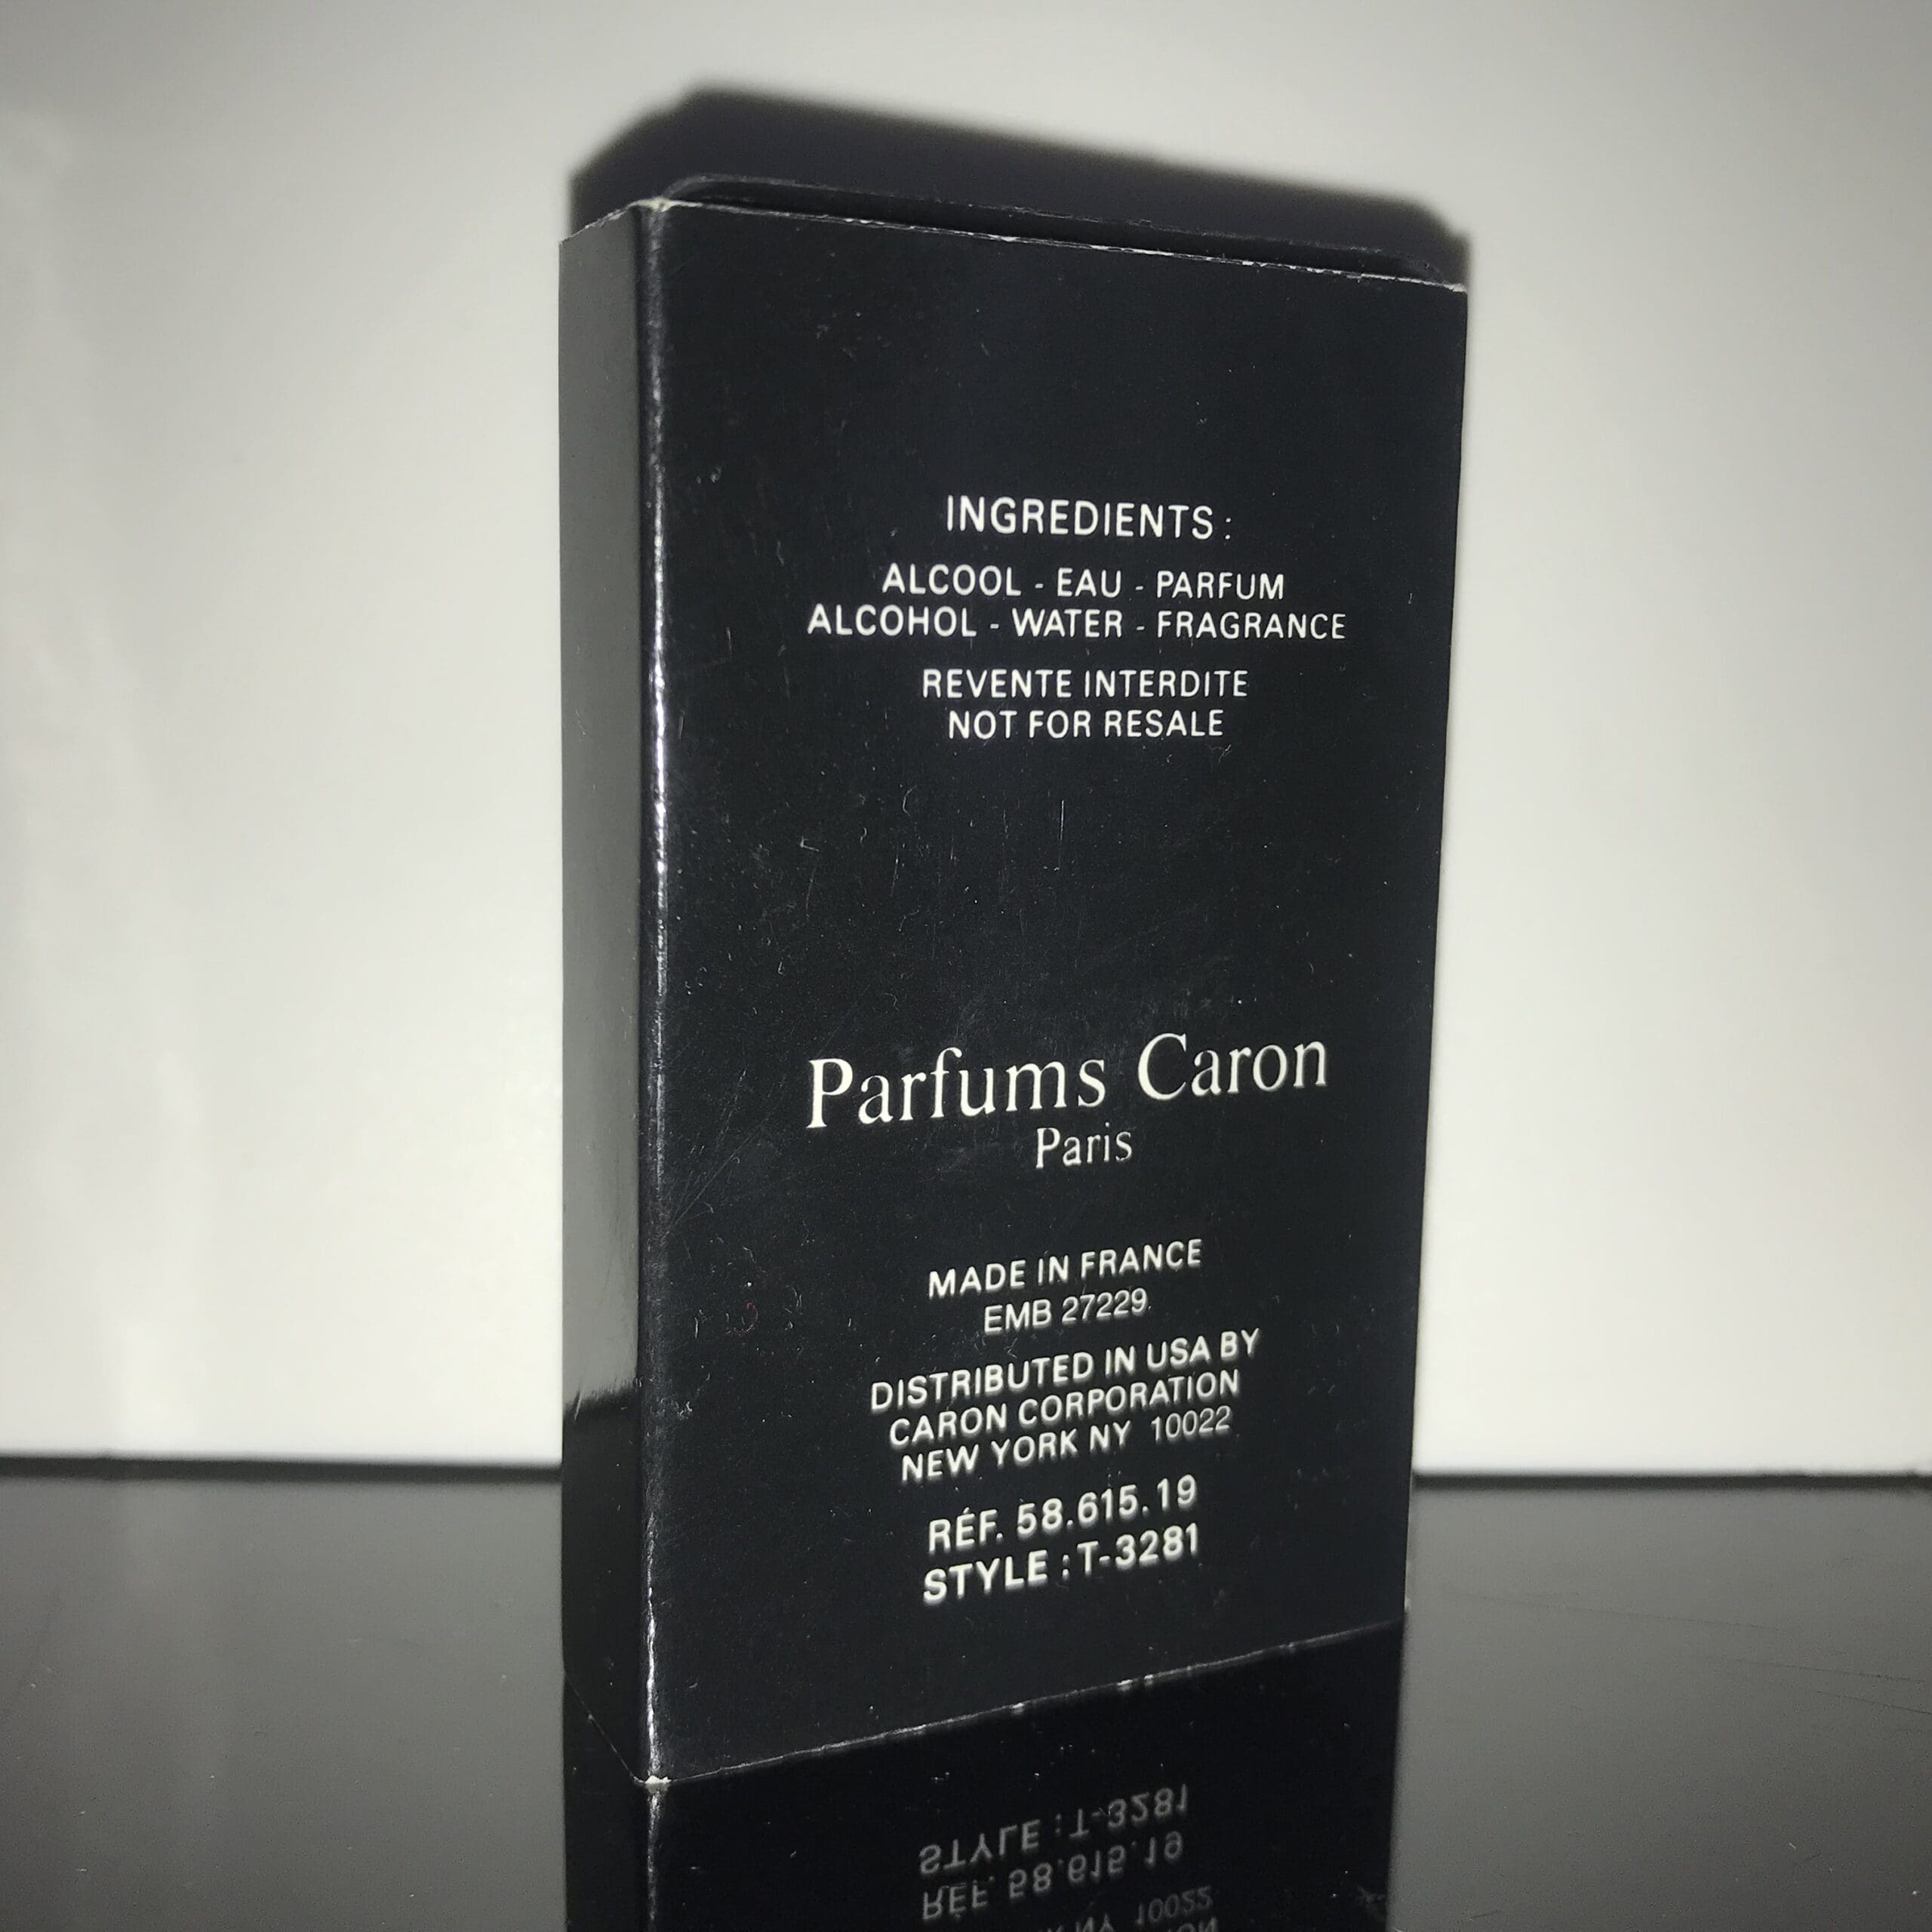 INGREDIENTS :
ALCOOL - EAU - PARFUM
ALCOHOL - WATER - FRAGRANCE
REVENTE INTERDITE
NOT FOR RESALE
Parfums Caron
Paris
MADE IN FRANCE
EMB 27229
DISTRIBUTED IN USA BY
CARON CORPORATION
NEW YORK NY 10022
RÉF. 58.615.19
STYLE : T-3281